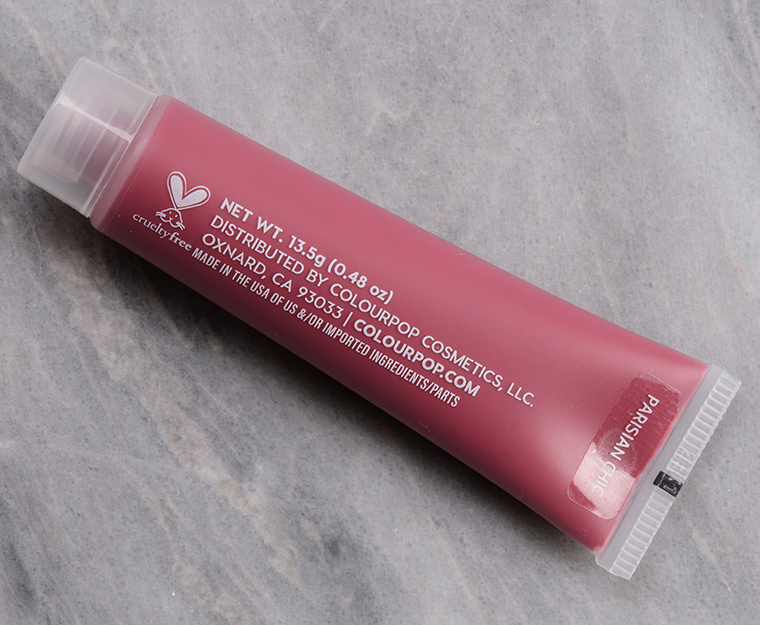 crueltyfree
NET WT. 13.5g (0.48 oz)
DISTRIBUTED BY COLOURPOP COSMETICS, LLC.
OXNARD, CA 93033 | COLOURPOP.COM
MADE IN THE USA OF US &/OR IMPORTED INGREDIENTS/PARTS
PARISIAN CHIC